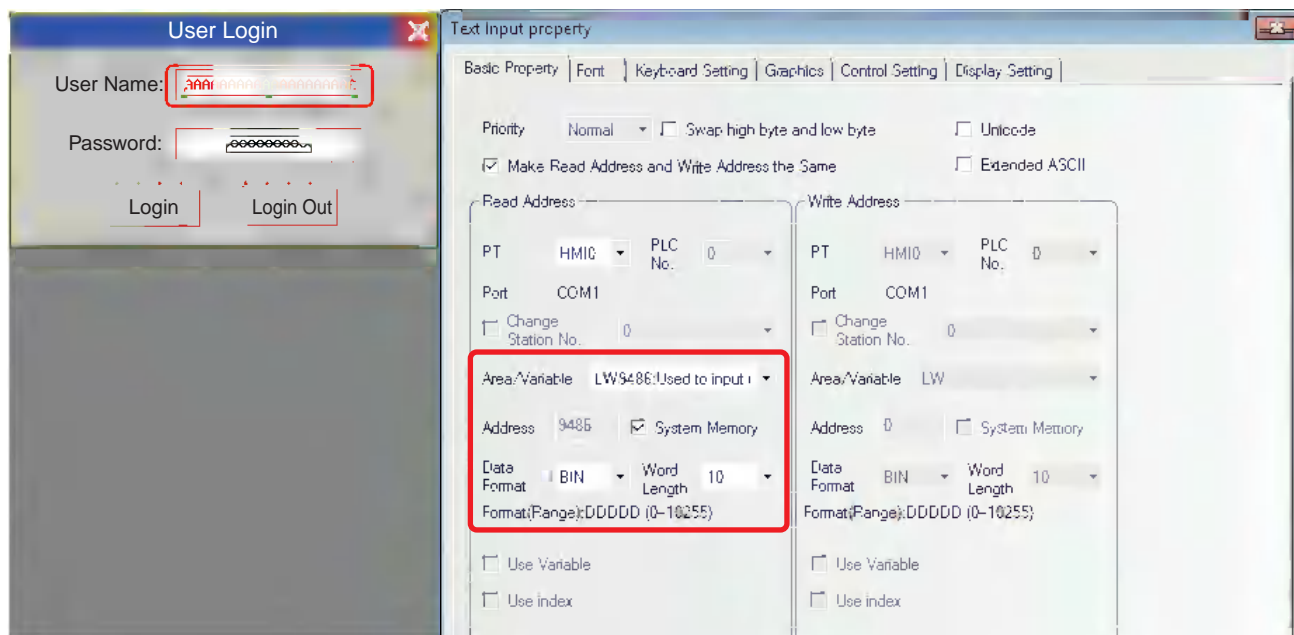 User Login
User Name:
Password:
Login
Login Out
Text Input property
Basic Property Font Keyboard Setting Graphics Control Setting Display Setting
Priority Normal Swap high byte and low byte Unicode
Make Read Address and Write Address the Same Extended ASCII
Read Address Write Address
PT HMI0 PLC No. 0 PT HMI0 PLC No. 0
Port COM1 Port COM1
Change Station No. 0 Change Station No. 0
Area/Variable LW9486:Used to input Area/Variable LW
Address 9486 System Memory Address 0 System Memory
Data Format BIN Word Length 10 Data Format BIN Word Length 10
Format(Range):DDDDD (0-10255) Format(Range):DDDDD (0-10255)
Use Variable Use Variable
Use index Use index